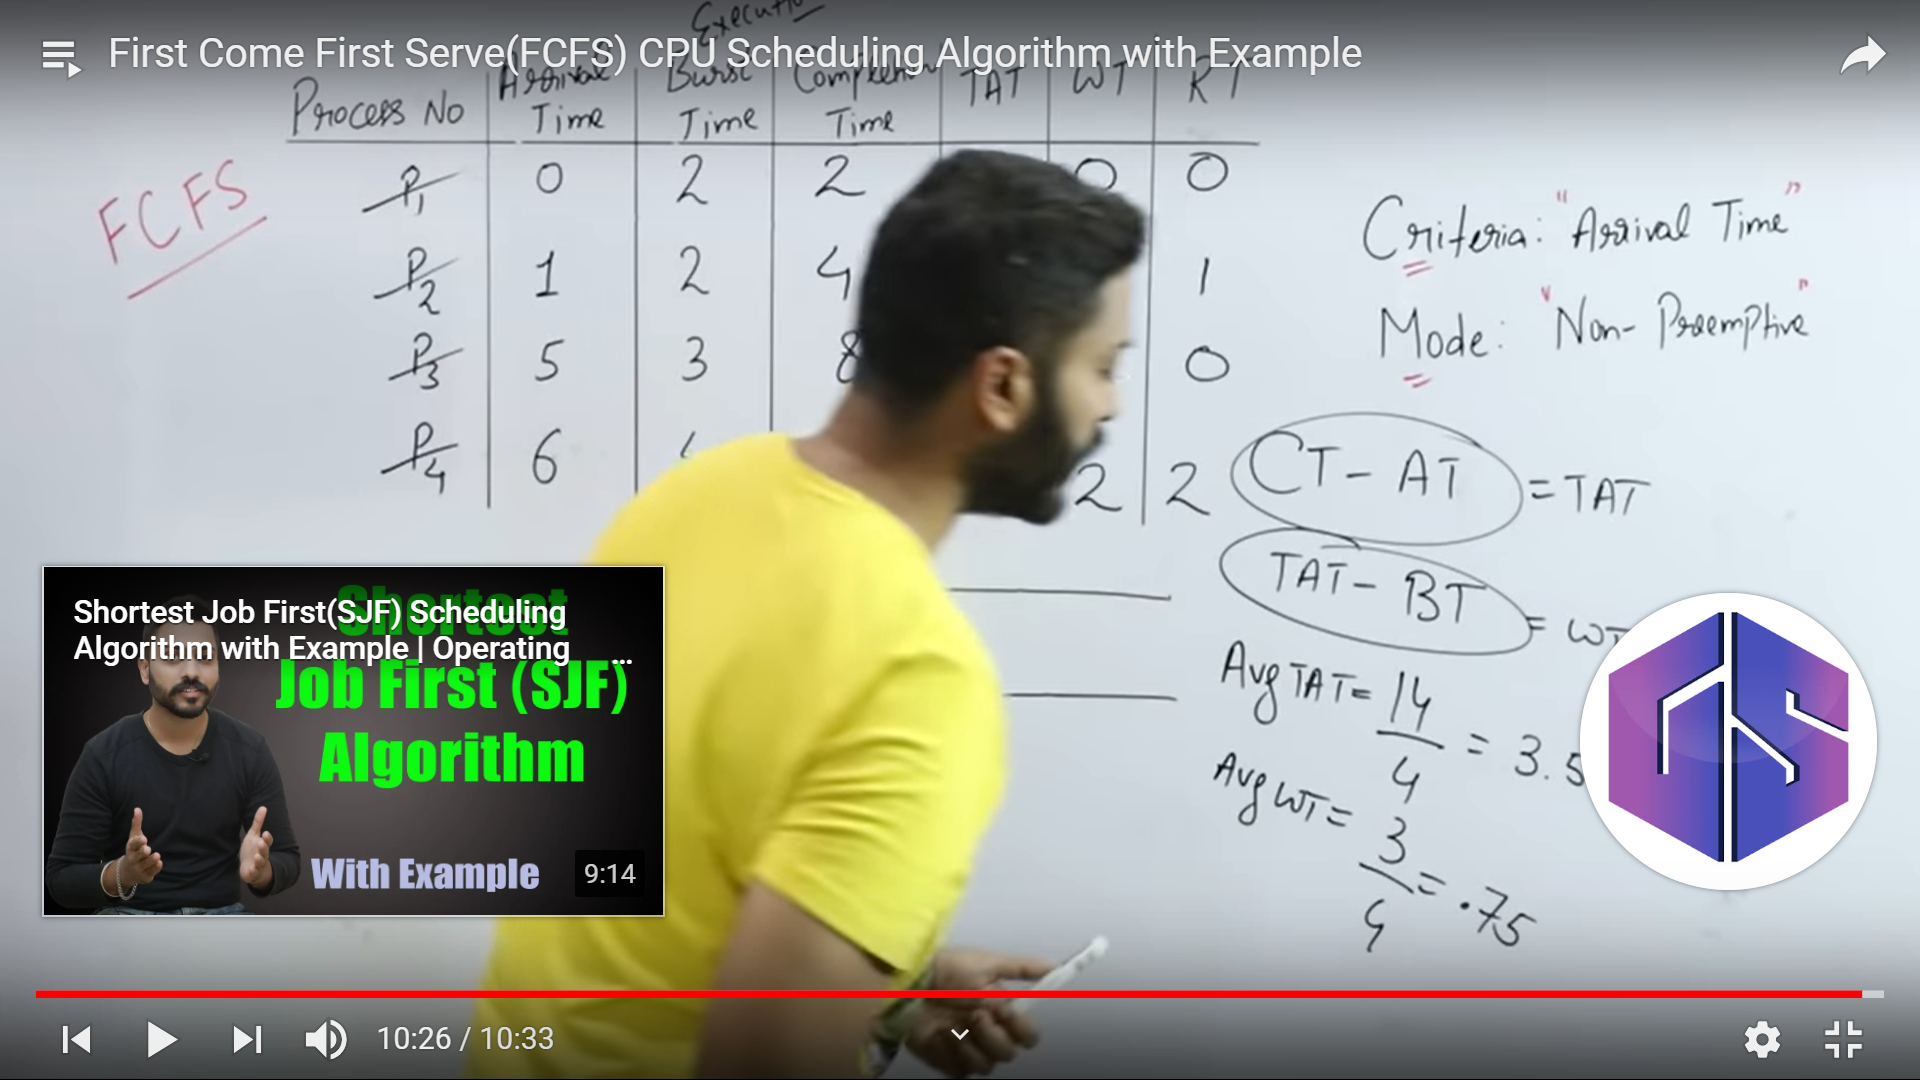 First Come First Serve(FCFS) CPU Scheduling Algorithm with Example
Process No Arrival Time Burst Time Completion Time TAT WT RT
FCFS
P1 0 2 2 0 0
P2 1 2 4 1
P3 5 3 8 0
P4 6 2 2
Criteria: "Arrival Time"
Mode: "Non-Preemptive"
CT - AT = TAT
TAT - BT = WT
Avg TAT = 14/4 = 3.5
Avg WT = 3/4 = .75
Shortest Job First(SJF) Scheduling
Algorithm with Example | Operating ...
Shortest
Job First (SJF)
Algorithm
With Example
9:14
10:26 / 10:33